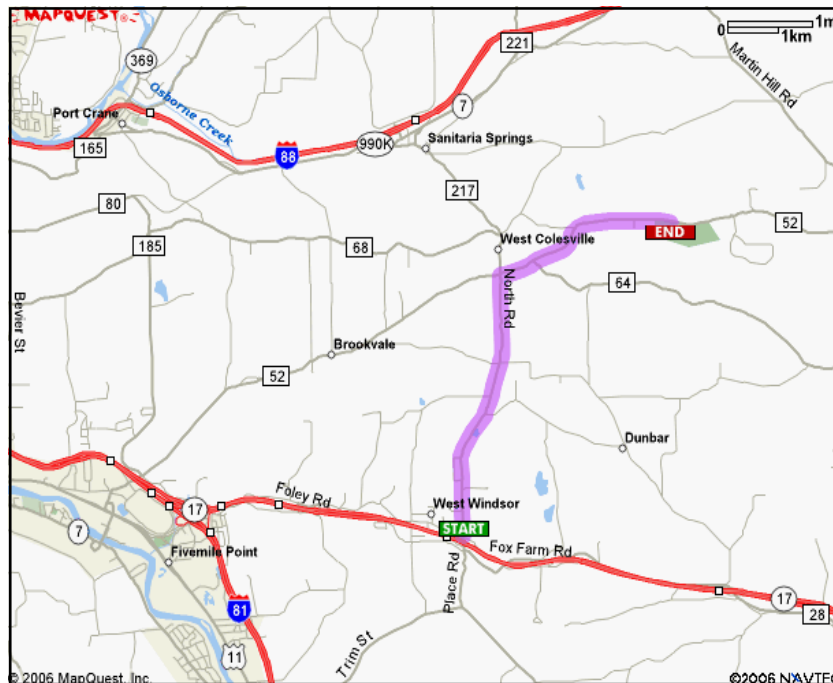 MAPQUEST®
221
0 1m
1km
369
Martin Hill Rd
Osborne Creek
7
Port Crane
165
88
990K
Sanitaria Springs
217
80
52
185
68
West Colesville
END
64
North Rd
Bevier St
Brookvale
52
Dunbar
Foley Rd
West Windsor
17
START
7
Fox Farm Rd
Fivemile Point
Place Rd
17
81
28
11
Trim St
© 2006 MapQuest, Inc.
©2006 NAVTE